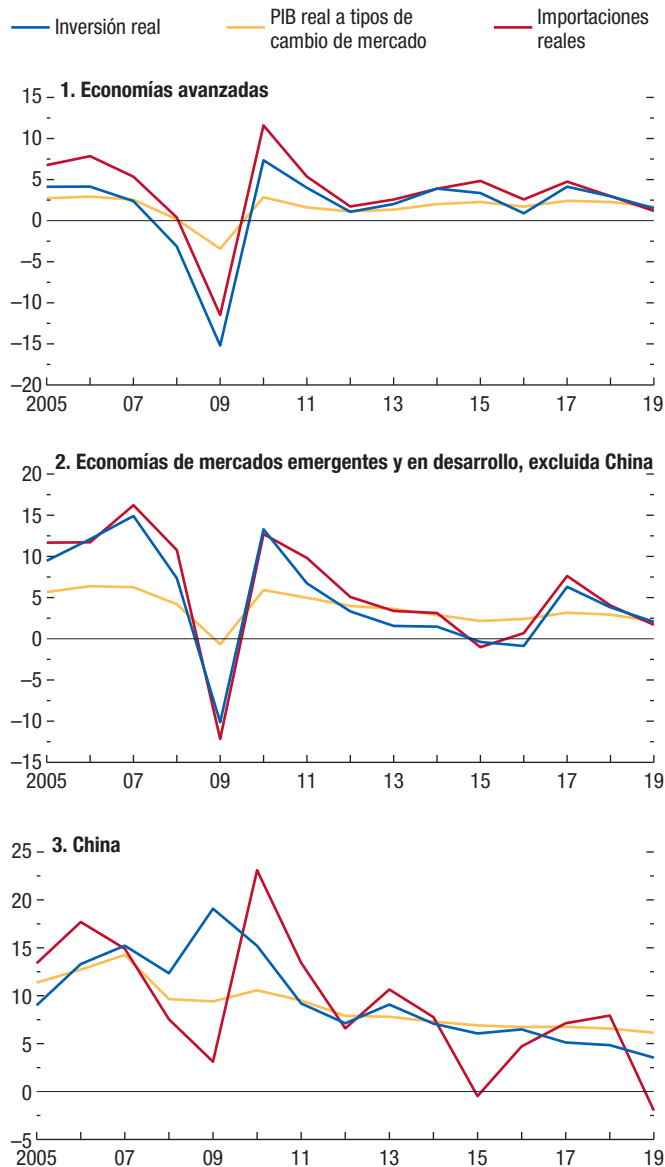 Inversión real
PIB real a tipos de
cambio de mercado
Importaciones
reales
1. Economías avanzadas
15
10
5
0
–5
–10
–15
–20
2005 07 09 11 13 15 17 19
2. Economías de mercados emergentes y en desarrollo, excluida China
20
15
10
5
0
–5
–10
–15
2005 07 09 11 13 15 17 19
3. China
25
20
15
10
5
0
–5
2005 07 09 11 13 15 17 19